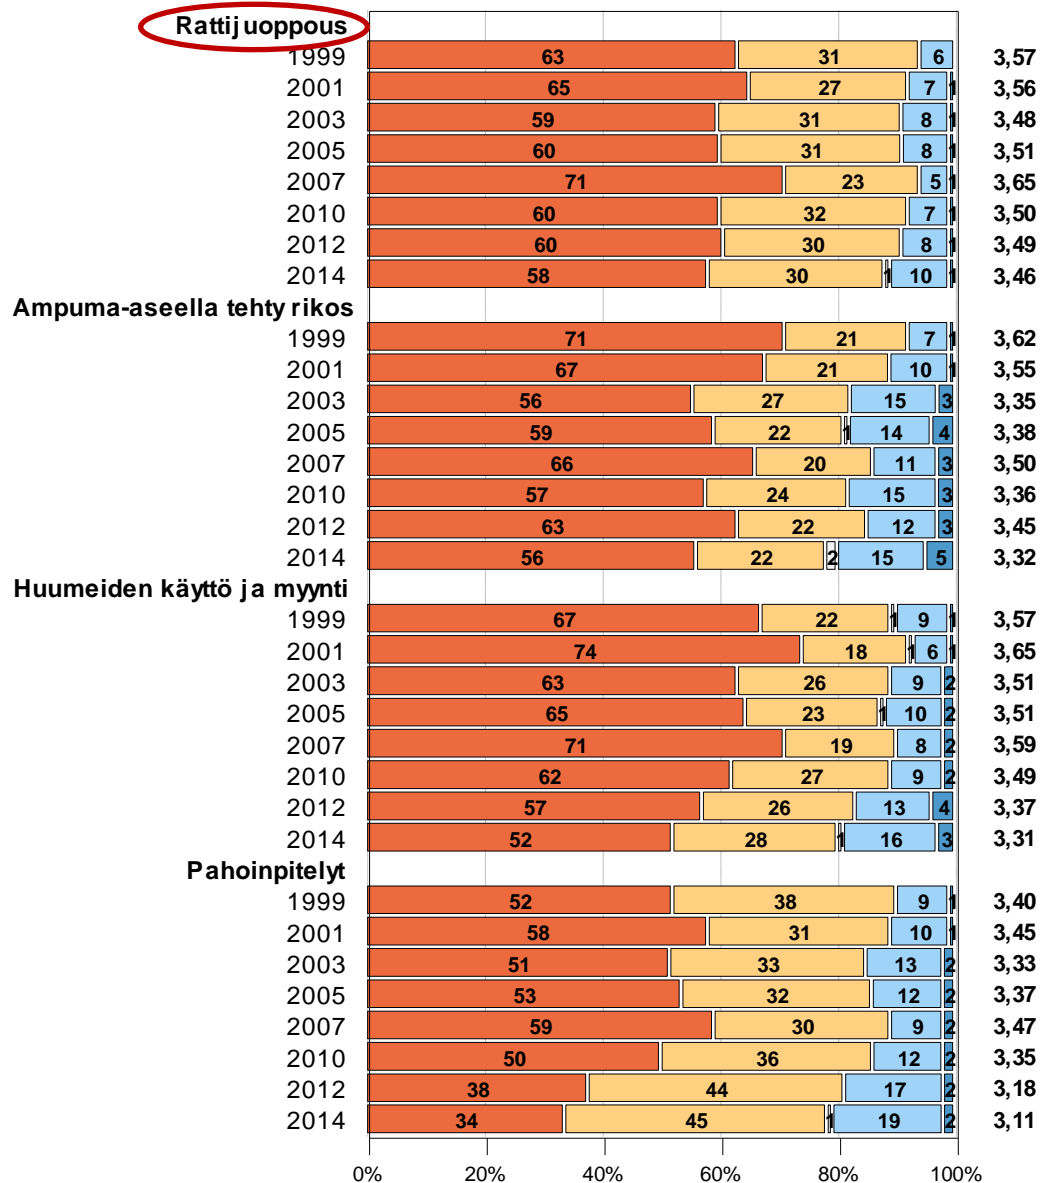 Rattijuoppous
1999 63 31 6 3,57
2001 65 27 7 1 3,56
2003 59 31 8 1 3,48
2005 60 31 8 1 3,51
2007 71 23 5 1 3,65
2010 60 32 7 1 3,50
2012 60 30 8 1 3,49
2014 58 30 1 10 1 3,46
Ampuma-aseella tehty rikos
1999 71 21 7 1 3,62
2001 67 21 10 1 3,55
2003 56 27 15 3 3,35
2005 59 22 1 14 4 3,38
2007 66 20 11 3 3,50
2010 57 24 15 3 3,36
2012 63 22 12 3 3,45
2014 56 22 2 15 5 3,32
Huumeiden käyttö ja myynti
1999 67 22 1 9 1 3,57
2001 74 18 1 6 1 3,65
2003 63 26 9 2 3,51
2005 65 23 1 10 2 3,51
2007 71 19 8 2 3,59
2010 62 27 9 2 3,49
2012 57 26 13 4 3,37
2014 52 28 1 16 3 3,31
Pahoinpitelyt
1999 52 38 9 1 3,40
2001 58 31 10 1 3,45
2003 51 33 13 2 3,33
2005 53 32 12 2 3,37
2007 59 30 9 2 3,47
2010 50 36 12 2 3,35
2012 38 44 17 2 3,18
2014 34 45 1 19 2 3,11
0% 20% 40% 60% 80% 100%